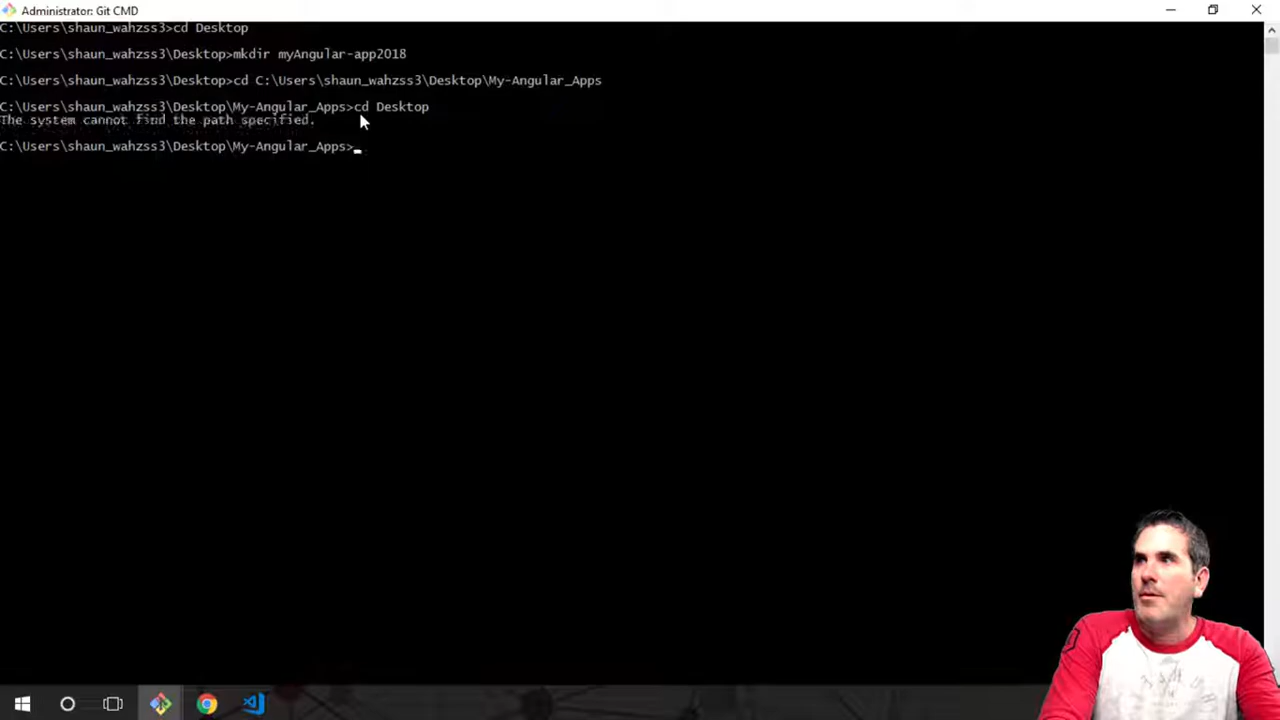 Administrator: Git CMD
C:\Users\shaun_wahzss3>cd Desktop
C:\Users\shaun_wahzss3\Desktop>mkdir myAngular-app2018
C:\Users\shaun_wahzss3\Desktop>cd C:\Users\shaun_wahzss3\Desktop\My-Angular_Apps
C:\Users\shaun_wahzss3\Desktop\My-Angular_Apps>cd Desktop
The system cannot find the path specified.
C:\Users\shaun_wahzss3\Desktop\My-Angular_Apps>